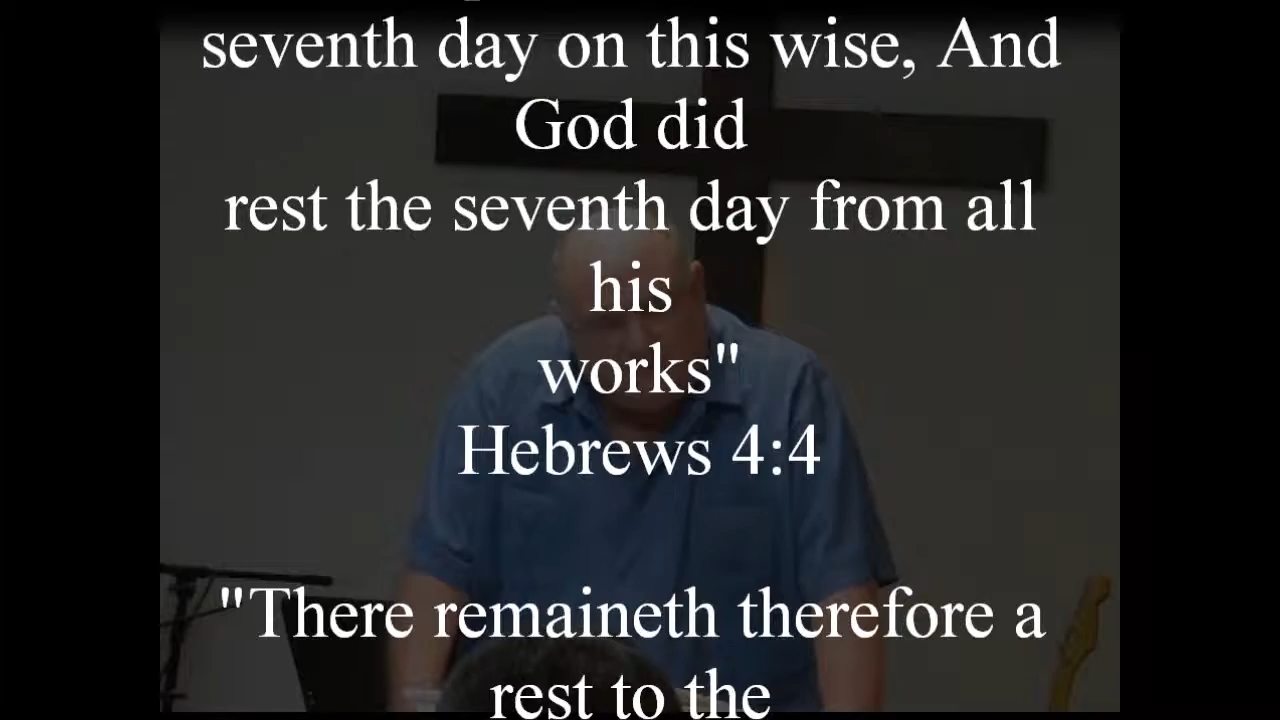 seventh day on this wise, And
God did
rest the seventh day from all
his
works"
Hebrews 4:4
"There remaineth therefore a
rest to the